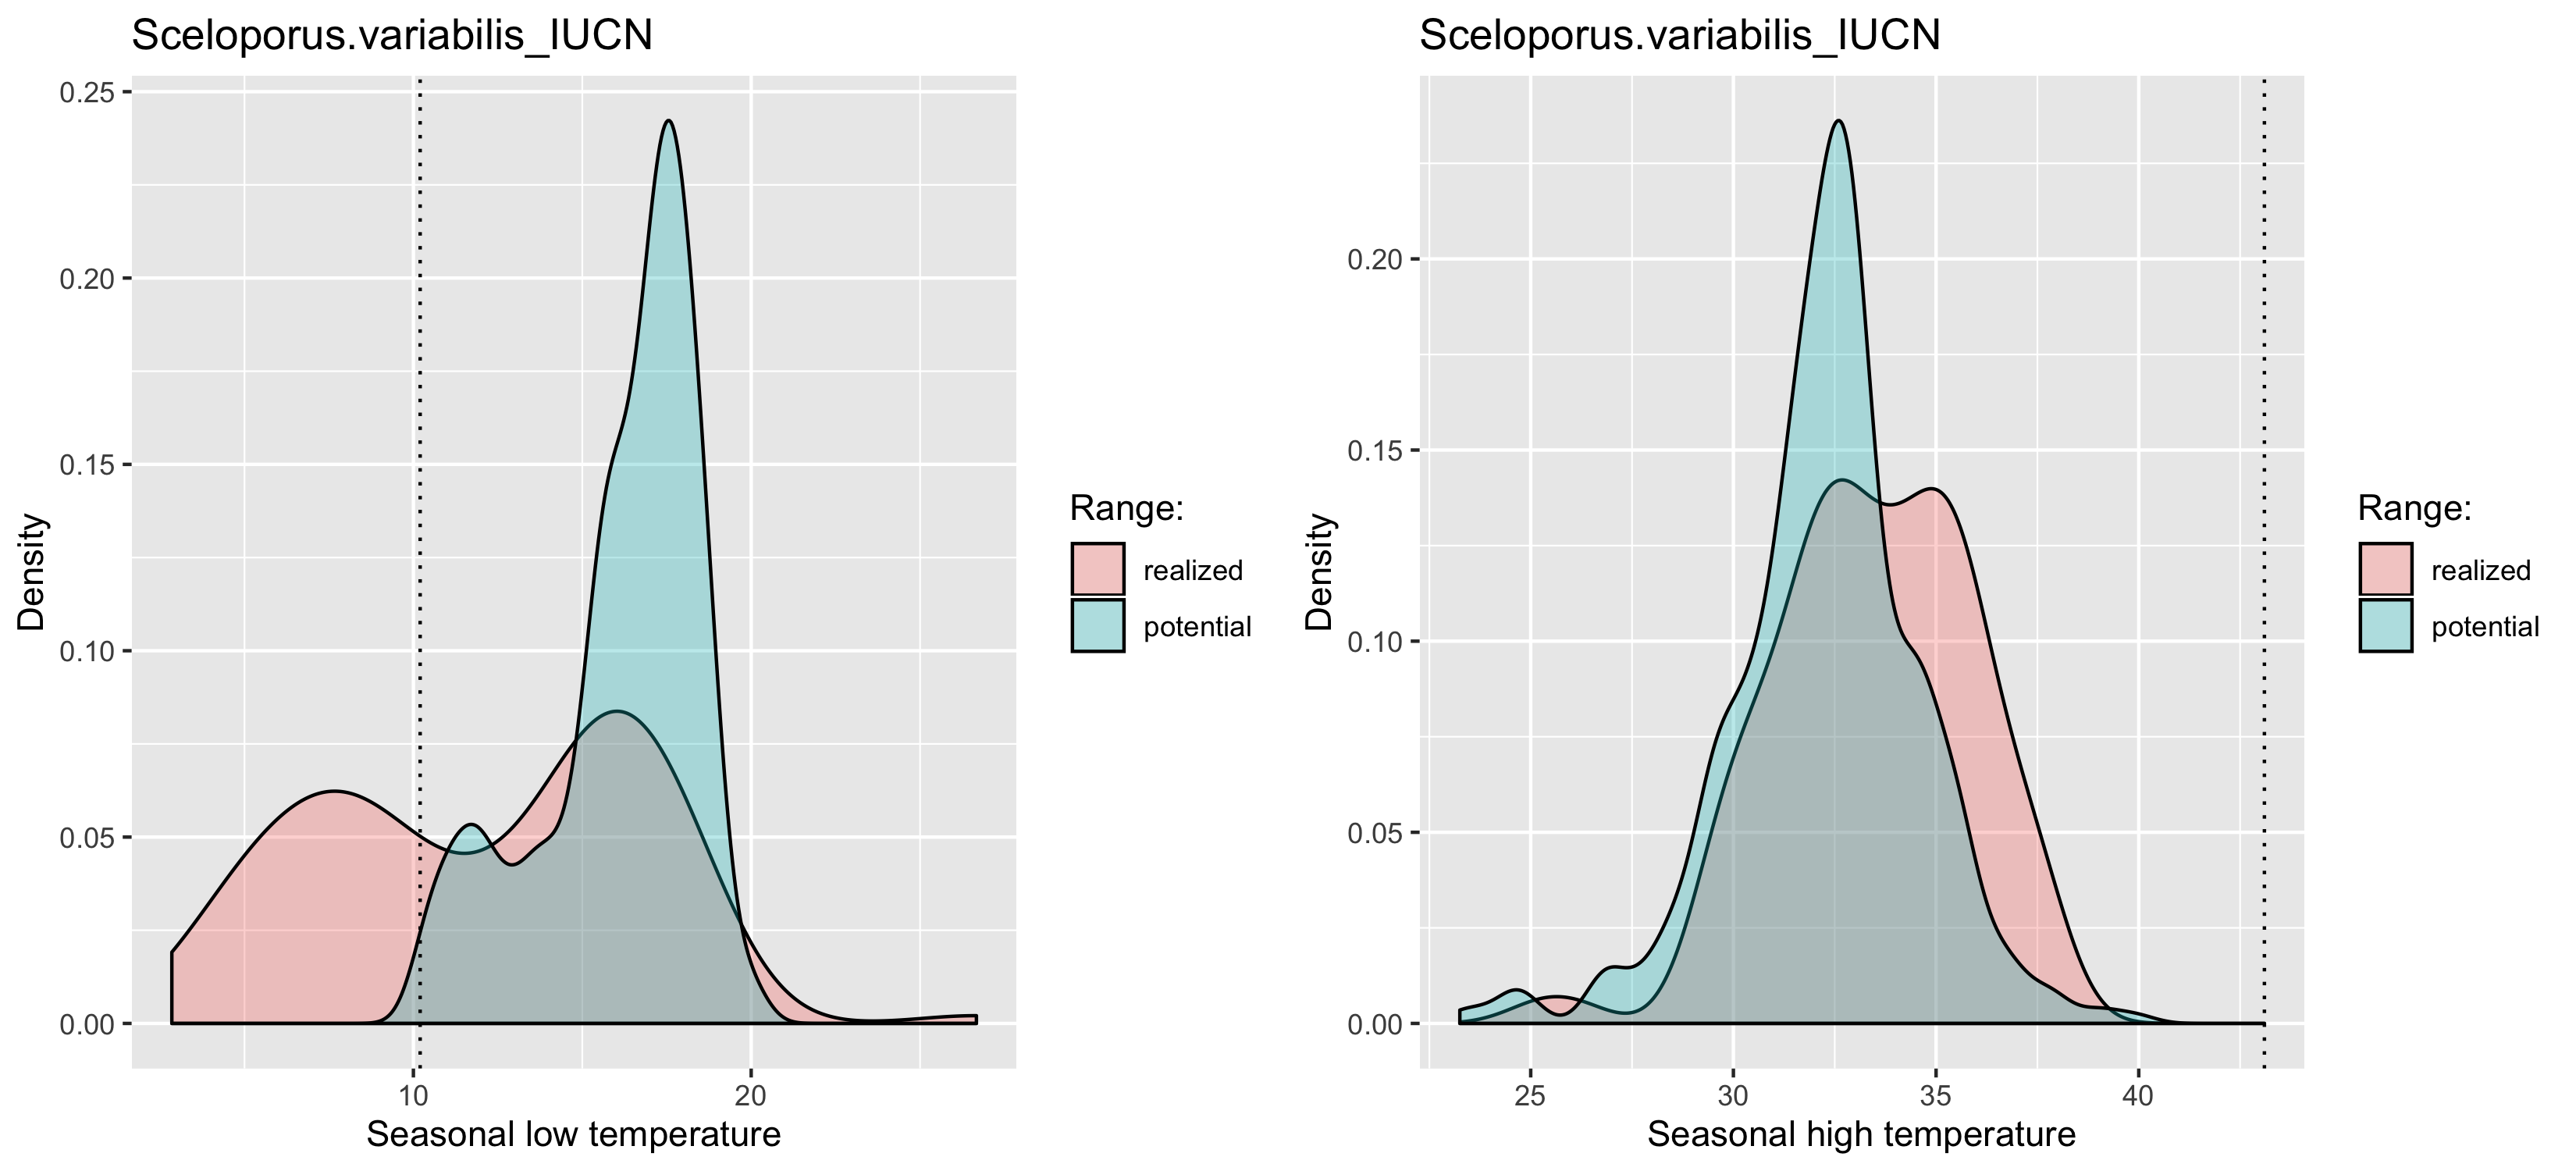 Sceloporus.variabilis_IUCN
0.25
0.20
0.15
0.10
0.05
0.00
Density
10
20
Seasonal low temperature
Range:
realized
potential
Sceloporus.variabilis_IUCN
0.20
0.15
0.10
0.05
0.00
Density
25
30
35
40
Seasonal high temperature
Range:
realized
potential